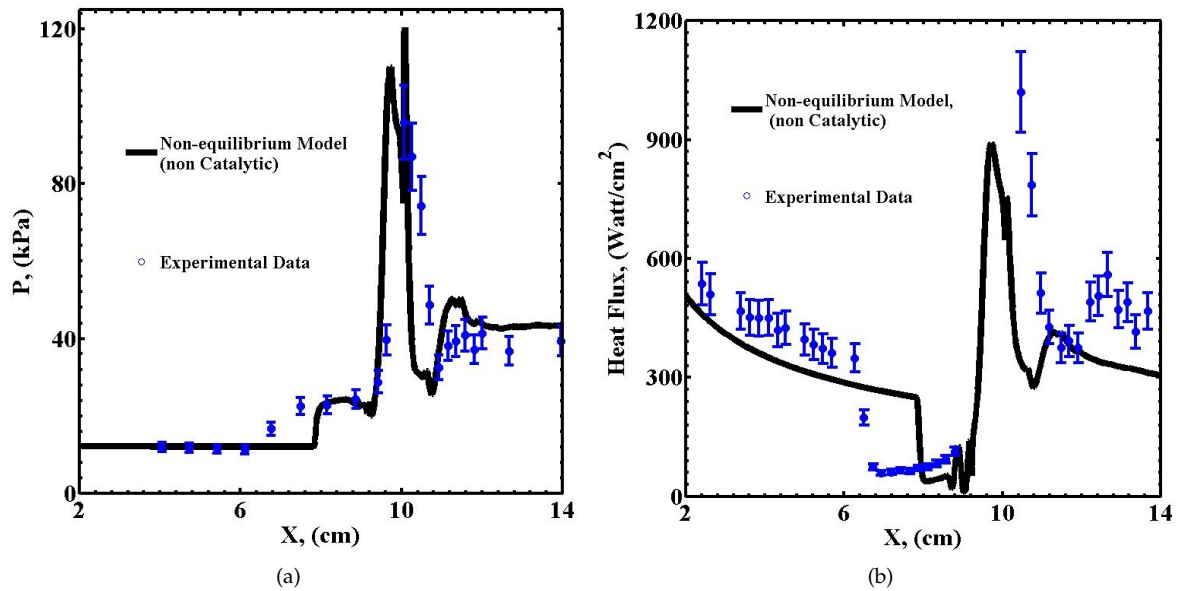 120
80
40
0
P, (kPa)
Non-equilibrium Model
(non Catalytic)
Experimental Data
2
6
10
14
X, (cm)
(a)
1200
900
600
300
0
Heat Flux, (Watt/cm²)
Non-equilibrium Model,
(non Catalytic)
Experimental Data
2
6
10
14
X, (cm)
(b)